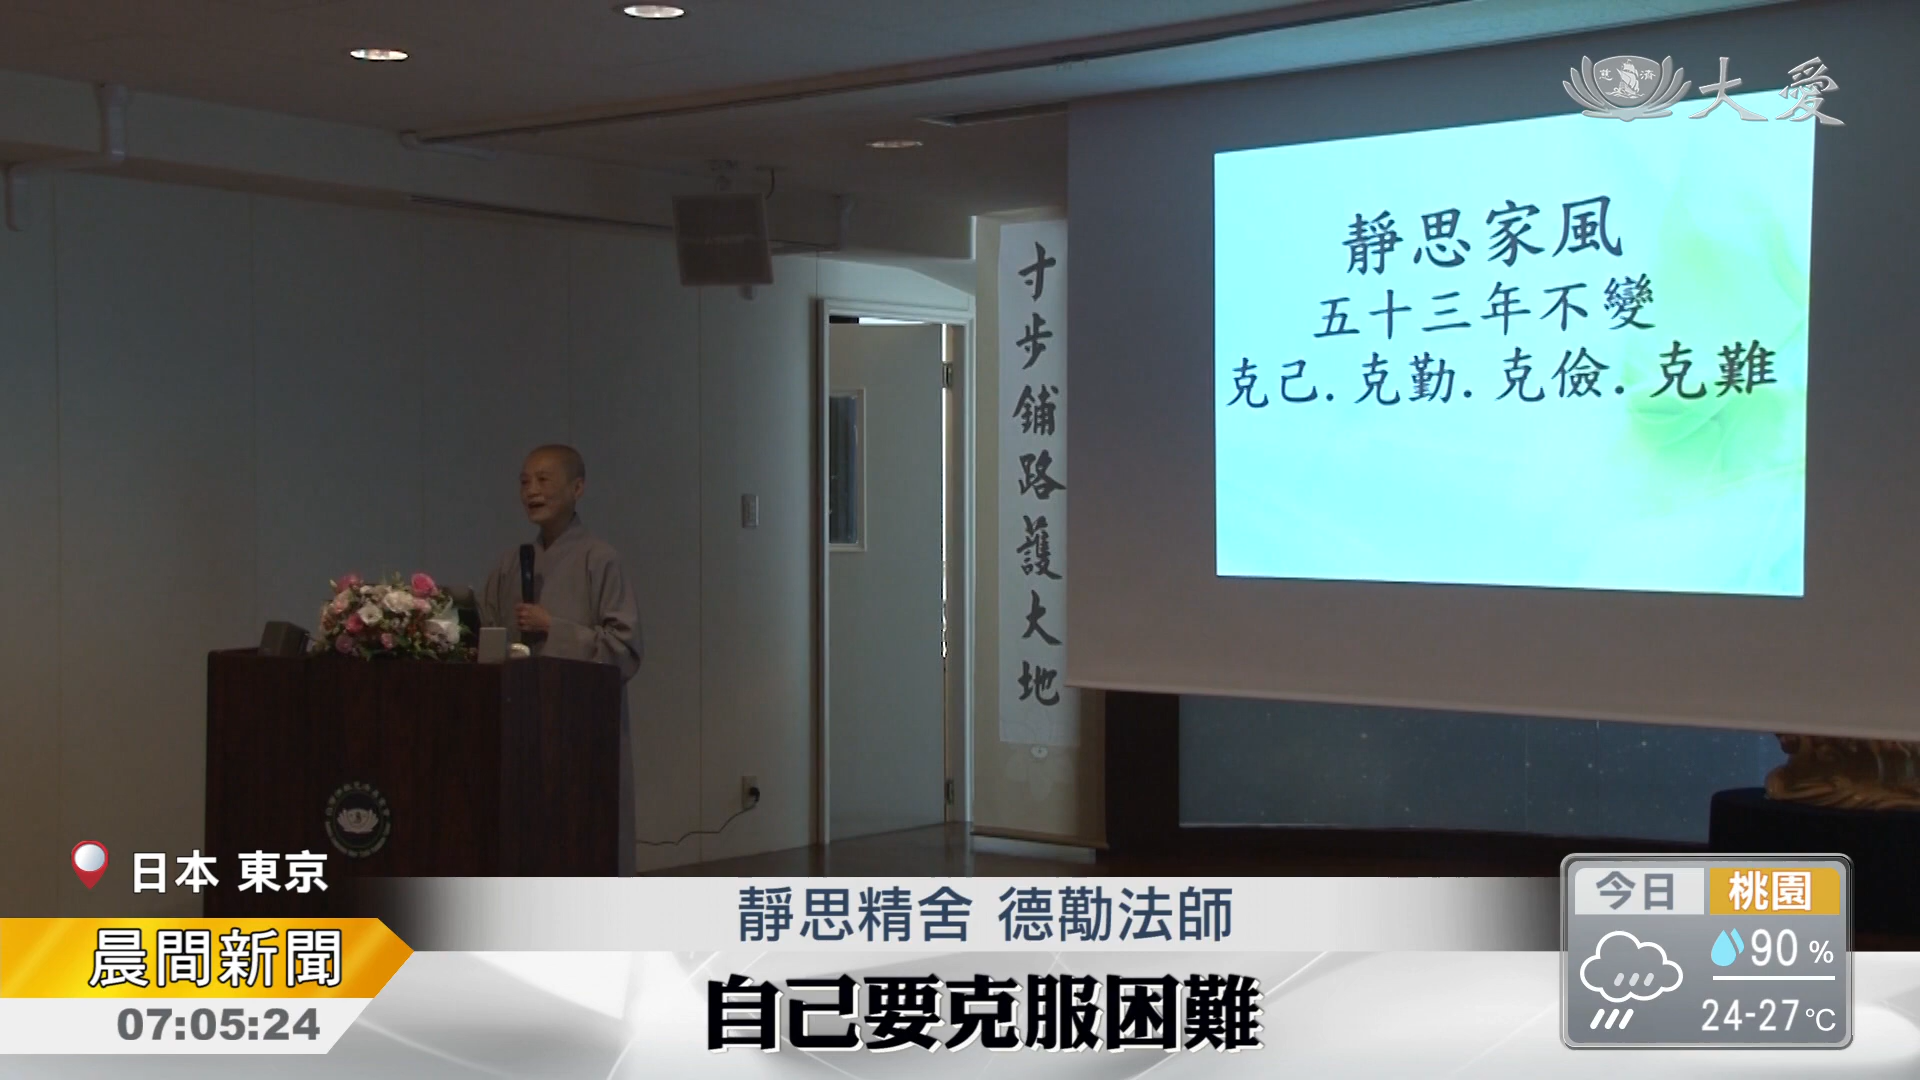 慈濟
大愛
靜思家風
五十三年不變
克己.克勤.克儉.克難
寸步鋪路護大地
日本 東京
靜思精舍 德勱法師
晨間新聞
07:05:24
自己要克服困難
今日 桃園
90 %
24-27 °C